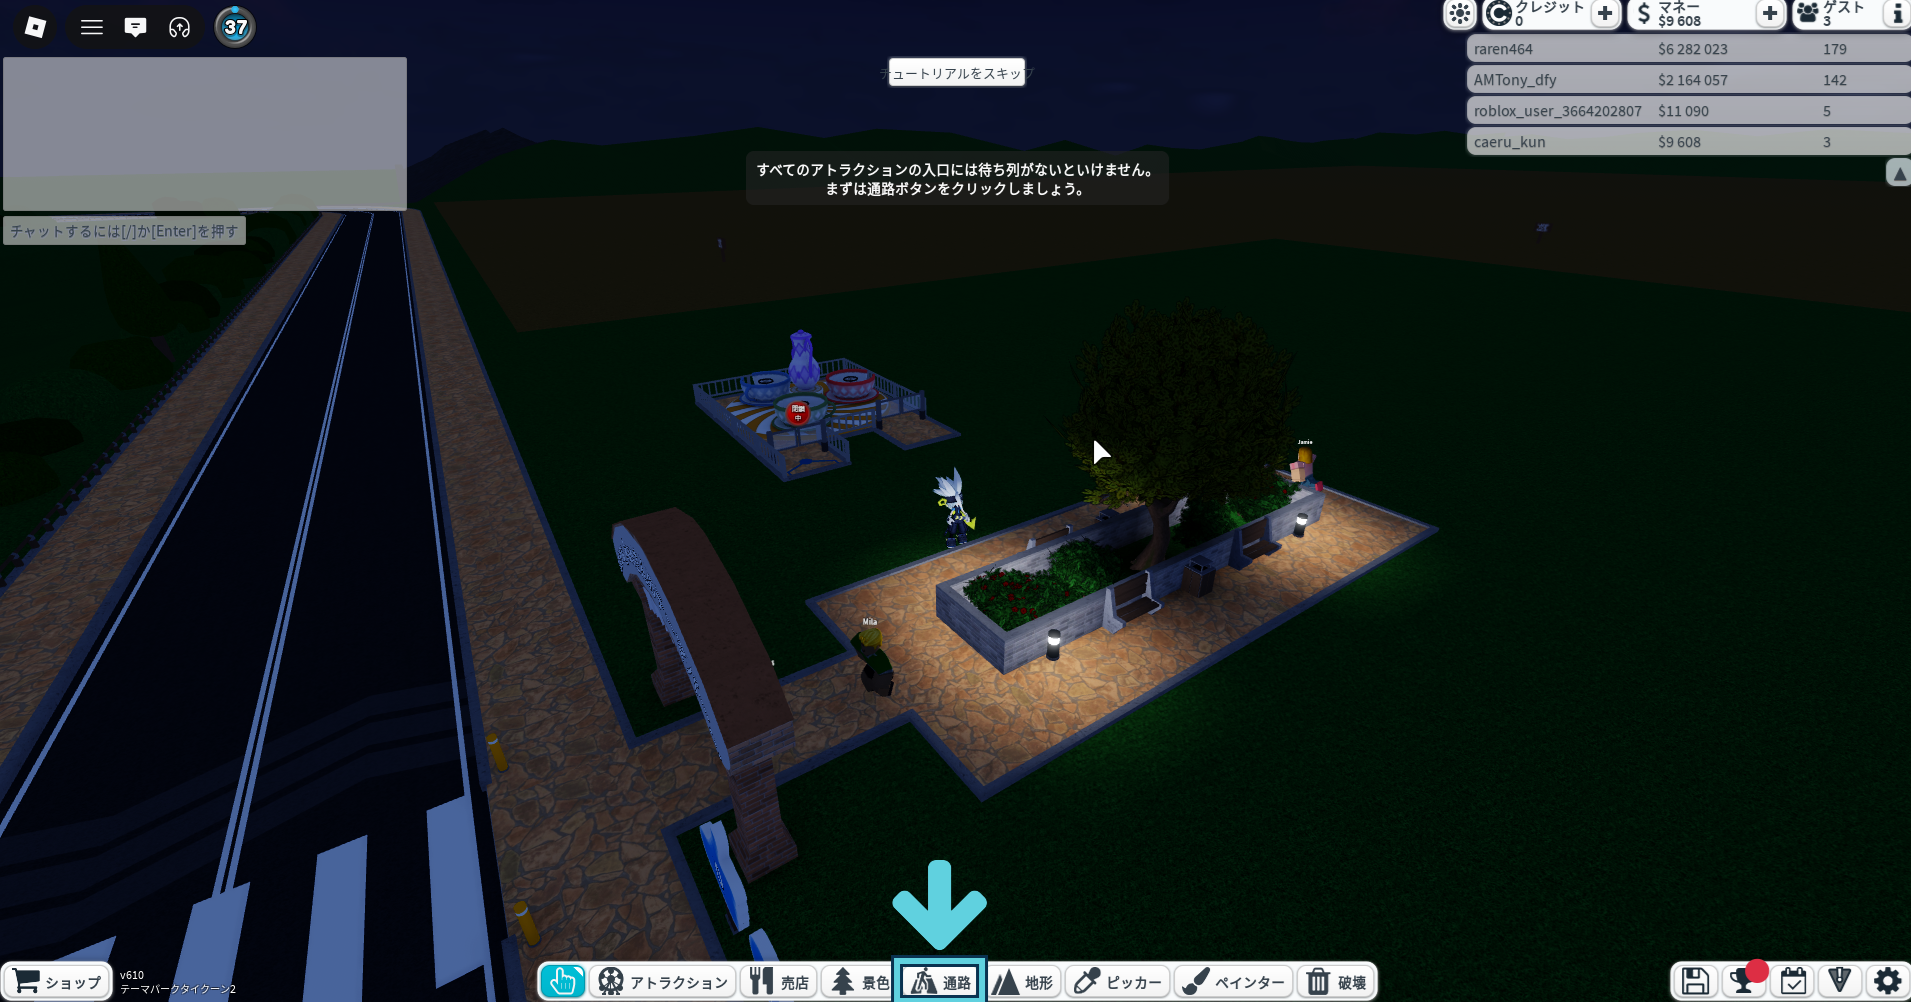 37
クレジット
0
マネー
$9 608
ゲスト
3
raren464 $6 282 023 179
AMTony_dfy $2 164 057 142
roblox_user_3664202807 $11 090 5
caeru_kun $9 608 3
チュートリアルをスキップ
すべてのアトラクションの入口には待ち列がないといけません。
まずは通路ボタンをクリックしましょう。
チャットするには[/]か[Enter]を押す
閉鎖
中
Jamie
Mila
ショップ
v610
テーマパークタイクーン2
アトラクション
売店
景色
通路
地形
ピッカー
ペインター
破壊